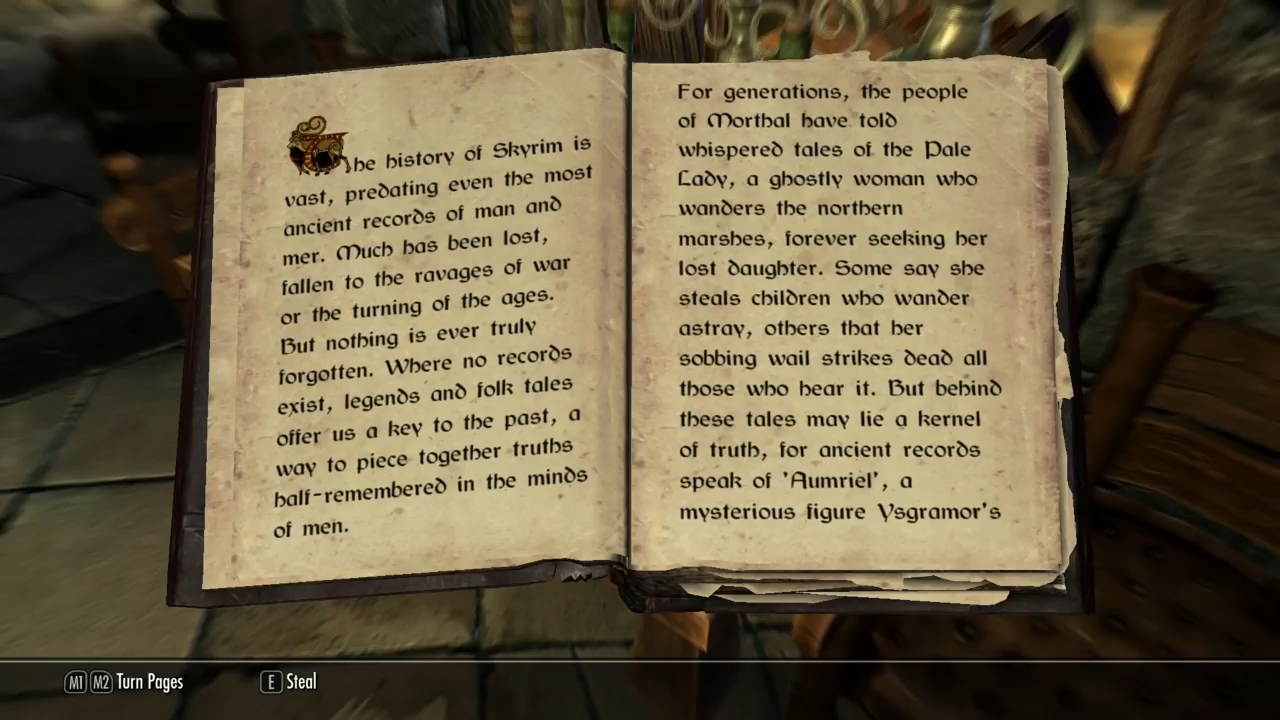 The history of Skyrim is
vast, predating even the most
ancient records of man and
mer. Much has been lost,
fallen to the ravages of war
or the turning of the ages.
But nothing is ever truly
forgotten. Where no records
exist, legends and folk tales
offer us a key to the past, a
way to piece together truths
half-remembered in the minds
of men.
For generations, the people
of Morthal have told
whispered tales of the Pale
Lady, a ghostly woman who
wanders the northern
marshes, forever seeking her
lost daughter. Some say she
steals children who wander
astray, others that her
sobbing wail strikes dead all
those who hear it. But behind
these tales may lie a kernel
of truth, for ancient records
speak of 'Aumriel', a
mysterious figure Ysgramor's
M1 M2 Turn Pages
E Steal